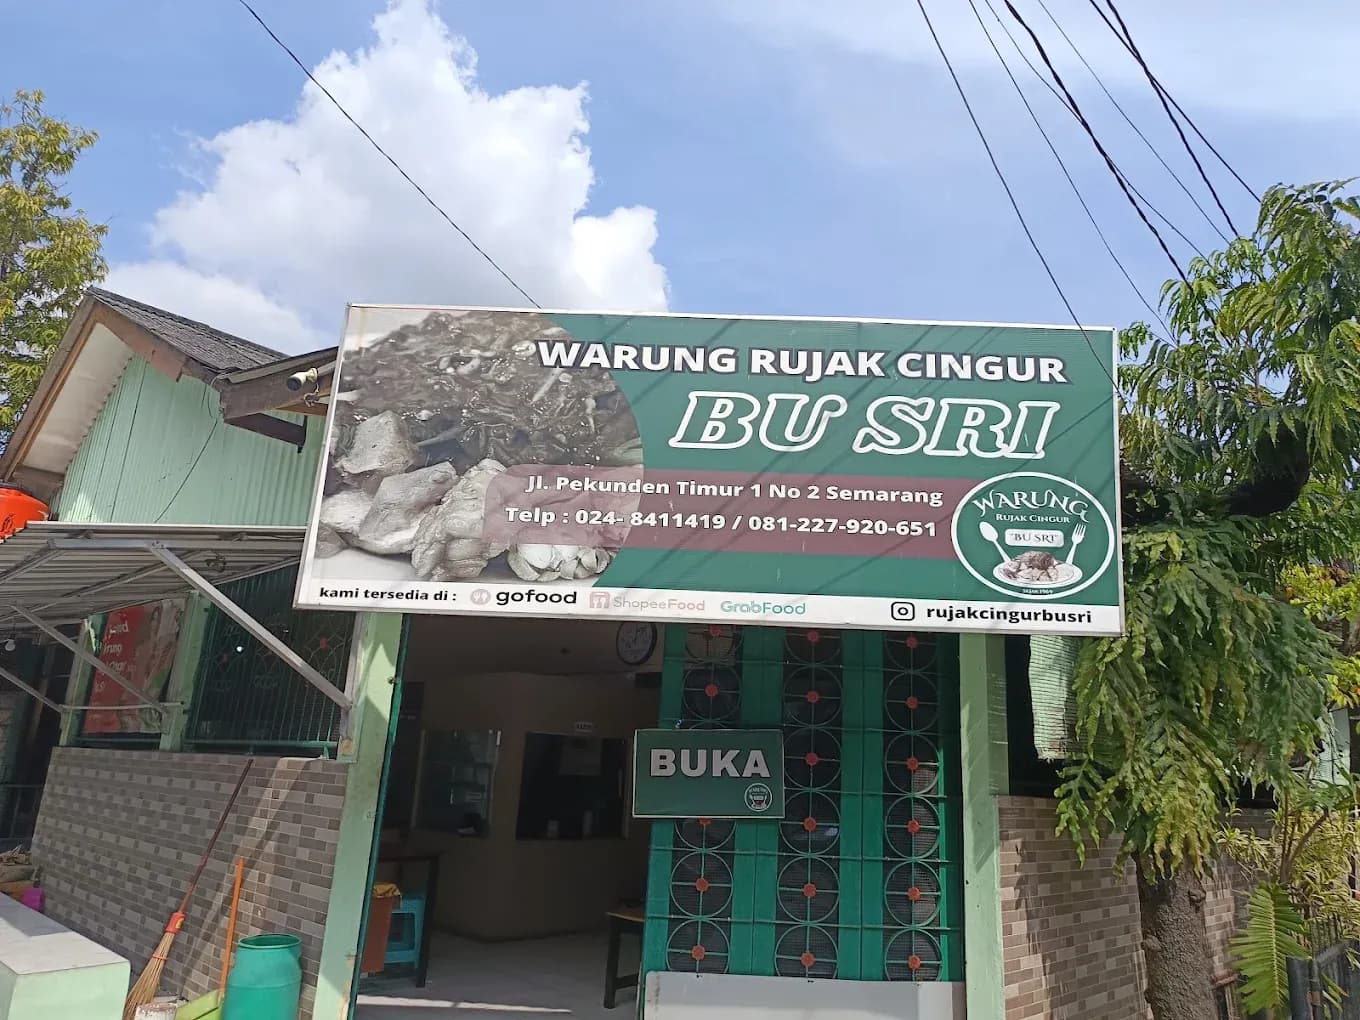 WARUNG RUJAK CINGUR
BU SRI
Jl. Pekunden Timur 1 No 2 Semarang
Telp : 024- 8411419 / 081-227-920-651
WARUNG
RUJAK CINGUR
"BU SRI"
kami tersedia di : gofood ShopeeFood GrabFood rujakcingurbusri
BUKA